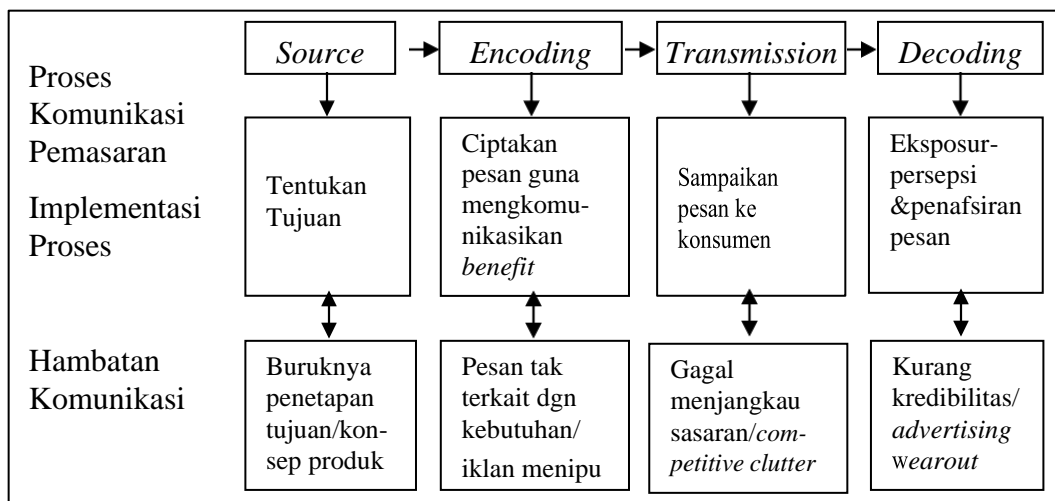 Source
Encoding
Transmission
Decoding
Proses
Komunikasi
Pemasaran
Implementasi
Proses
Tentukan
Tujuan
Ciptakan
pesan guna
mengkomu-
nikasikan
benefit
Sampaikan
pesan ke
konsumen
Eksposur-
persepsi
&penafsiran
pesan
Hambatan
Komunikasi
Buruknya
penetapan
tujuan/kon-
sep produk
Pesan tak
terkait dgn
kebutuhan/
iklan menipu
Gagal
menjangkau
sasaran/com-
petitive clutter
Kurang
kredibilitas/
advertising
wearout